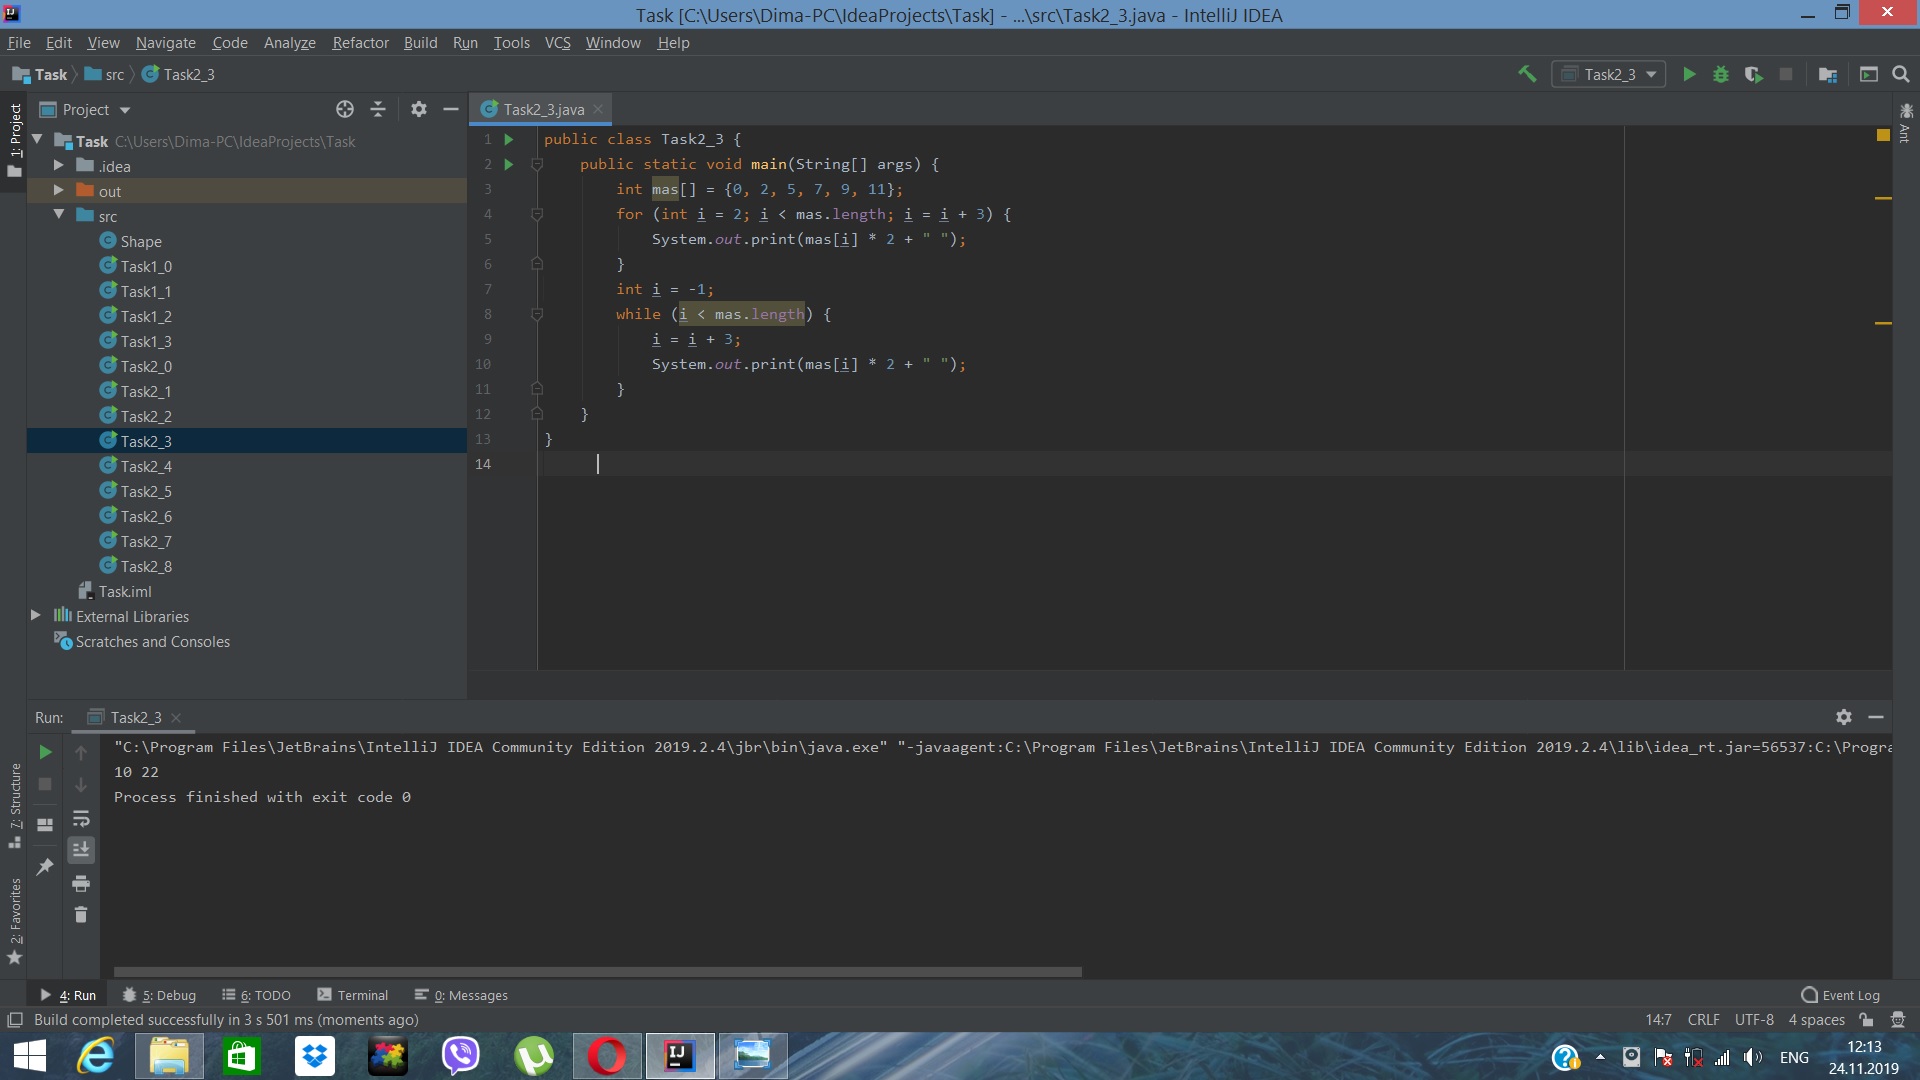 Task [C:\Users\Dima-PC\IdeaProjects\Task] - ...\src\Task2_3.java - IntelliJ IDEA
File Edit View Navigate Code Analyze Refactor Build Run Tools VCS Window Help
Task src Task2_3
Task2_3
1: Project
Project
Task C:\Users\Dima-PC\IdeaProjects\Task
.idea
out
src
Shape
Task1_0
Task1_1
Task1_2
Task1_3
Task2_0
Task2_1
Task2_2
Task2_3
Task2_4
Task2_5
Task2_6
Task2_7
Task2_8
Task.iml
External Libraries
Scratches and Consoles
Task2_3.java
1 public class Task2_3 {
2 public static void main(String[] args) {
3 int mas[] = {0, 2, 5, 7, 9, 11};
4 for (int i = 2; i < mas.length; i = i + 3) {
5 System.out.print(mas[i] * 2 + " ");
6 }
7 int i = -1;
8 while (i < mas.length) {
9 i = i + 3;
10 System.out.print(mas[i] * 2 + " ");
11 }
12 }
13 }
14
Ant
Run: Task2_3
"C:\Program Files\JetBrains\IntelliJ IDEA Community Edition 2019.2.4\jbr\bin\java.exe" "-javaagent:C:\Program Files\JetBrains\IntelliJ IDEA Community Edition 2019.2.4\lib\idea_rt.jar=56537:C:\Progra
10 22
Process finished with exit code 0
7: Structure
2: Favorites
4: Run 5: Debug 6: TODO Terminal 0: Messages Event Log
Build completed successfully in 3 s 501 ms (moments ago) 14:7 CRLF UTF-8 4 spaces
IJ
ENG
12:13
24.11.2019